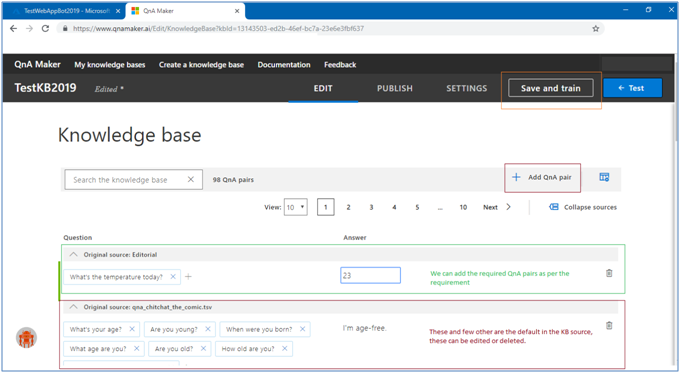 TestWebAppBot2019 - Microsoft
QnA Maker
https://www.qnamaker.ai/Edit/KnowledgeBase?kbId=13143503-ed2b-46ef-bc7a-23e6e3fbf637
QnA Maker My knowledge bases Create a knowledge base Documentation Feedback
TestKB2019 Edited * EDIT PUBLISH SETTINGS Save and train ← Test
Knowledge base
Search the knowledge base 98 QnA pairs + Add QnA pair
View: 10 1 2 3 4 5 ... 10 Next > Collapse sources
Question Answer
Original source: Editorial
What's the temperature today? 23 We can add the required QnA pairs as per the
requirement
Original source: qna_chitchat_the_comic.tsv
What's your age? Are you young? When were you born? I'm age-free. These and few other are the default in the KB source,
What age are you? Are you old? How old are you? these can be edited or deleted.